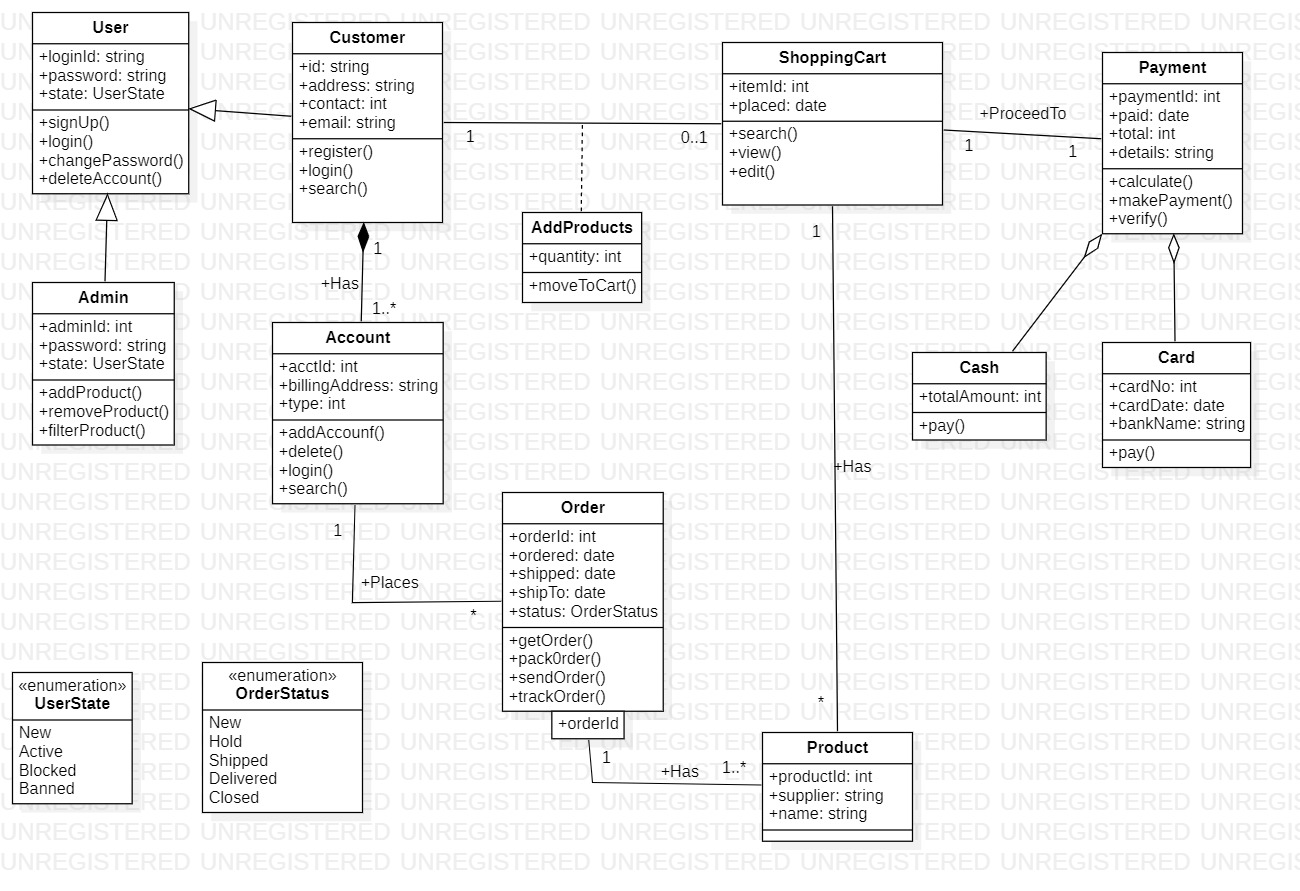 User
+loginId: string
+password: string
+state: UserState
+signUp()
+login()
+changePassword()
+deleteAccount()
Customer
+id: string
+address: string
+contact: int
+email: string
+register()
+login()
+search()
1
0..1
ShoppingCart
+itemId: int
+placed: date
+search()
+view()
+edit()
+ProceedTo
1
1
Payment
+paymentId: int
+paid: date
+total: int
+details: string
+calculate()
+makePayment()
+verify()
AddProducts
+quantity: int
+moveToCart()
1
+Has
1..*
1
Admin
+adminId: int
+password: string
+state: UserState
+addProduct()
+removeProduct()
+filterProduct()
Account
+acctId: int
+billingAddress: string
+type: int
+addAccounf()
+delete()
+login()
+search()
Cash
+totalAmount: int
+pay()
Card
+cardNo: int
+cardDate: date
+bankName: string
+pay()
+Has
1
+Places
*
Order
+orderId: int
+ordered: date
+shipped: date
+shipTo: date
+status: OrderStatus
+getOrder()
+pack0rder()
+sendOrder()
+trackOrder()
+orderId
1
+Has
1..*
*
«enumeration»
UserState
New
Active
Blocked
Banned
«enumeration»
OrderStatus
New
Hold
Shipped
Delivered
Closed
Product
+productId: int
+supplier: string
+name: string
UNREGISTERED